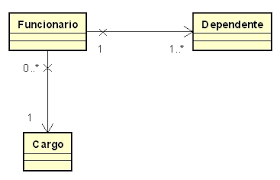 Funcionario
Dependente
1
1..*
0..*
1
Cargo